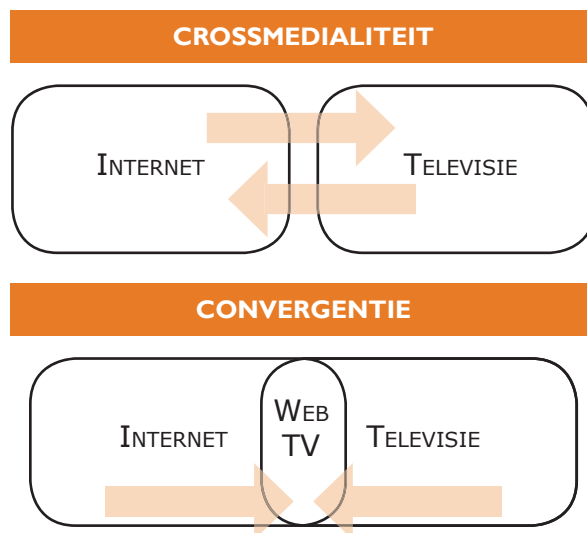 CROSSMEDIALITEIT
INTERNET
TELEVISIE
CONVERGENTIE
INTERNET
WEB
TV
TELEVISIE